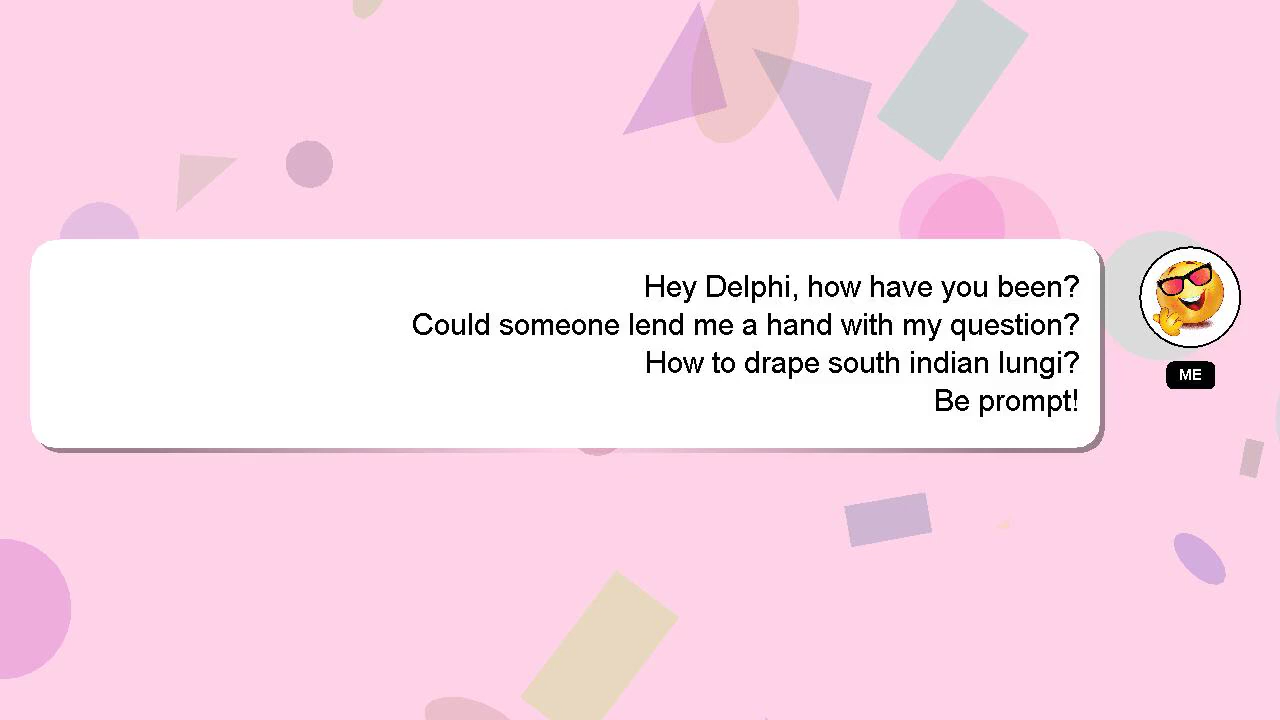 Hey Delphi, how have you been?
Could someone lend me a hand with my question?
How to drape south indian lungi?
Be prompt!
ME